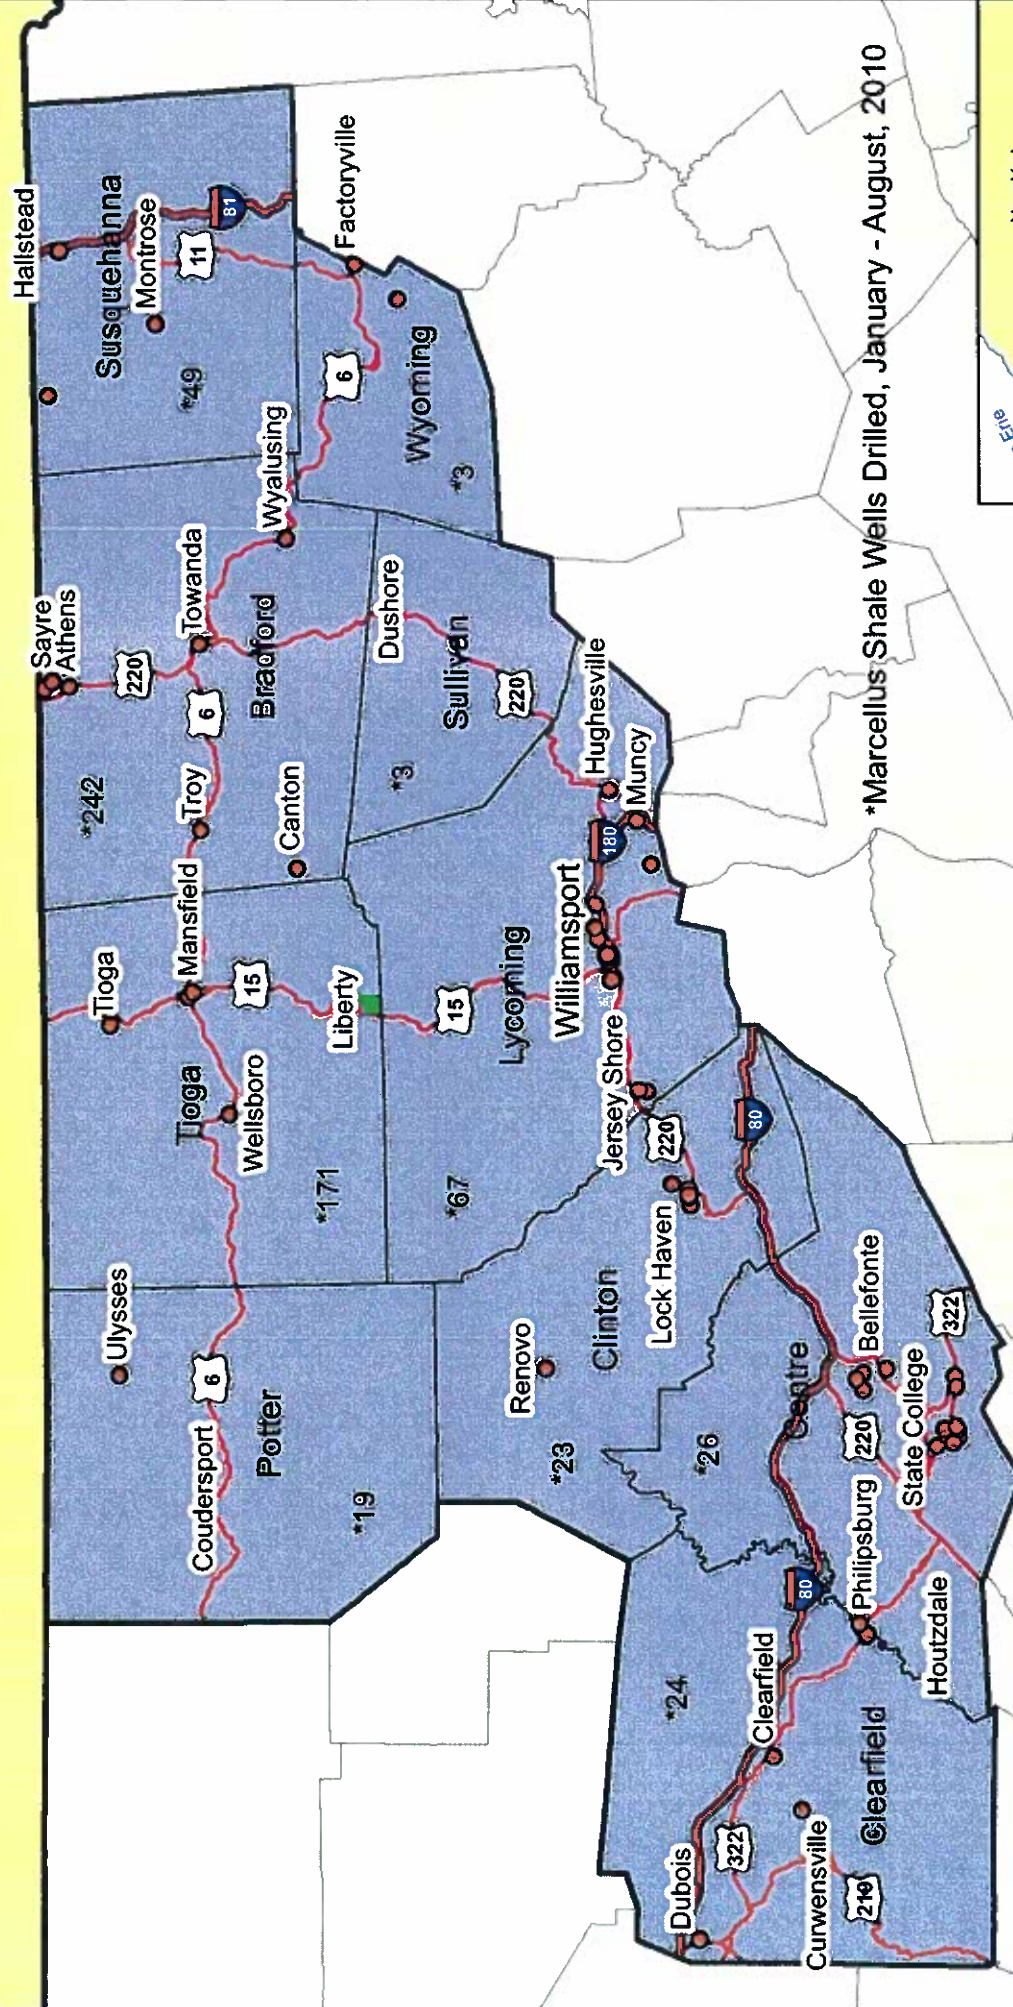 Hallstead
Susquehanna
Montrose
81
11
*49
Factoryville
6
Wyoming
*3
Wyalusing
Sayre
Athens
220
Towanda
6
Bradford
*242
Troy
Canton
Dushore
Sullivan
220
*3
Hughesville
Muncy
180
Williamsport
Mansfield
Tioga
15
Liberty
15
Lycoming
Tioga
Wellsboro
*171
*67
Jersey Shore
220
80
Lock Haven
Ulysses
6
Coudersport
Potter
*19
Renovo
Clinton
*23
*26
Centre
Bellefonte
322
220
State College
Philipsburg
80
Houtzdale
*24
Clearfield
Clearfield
Dubois
322
Curwensville
219
*Marcellus Shale Wells Drilled, January - August, 2010
Erie